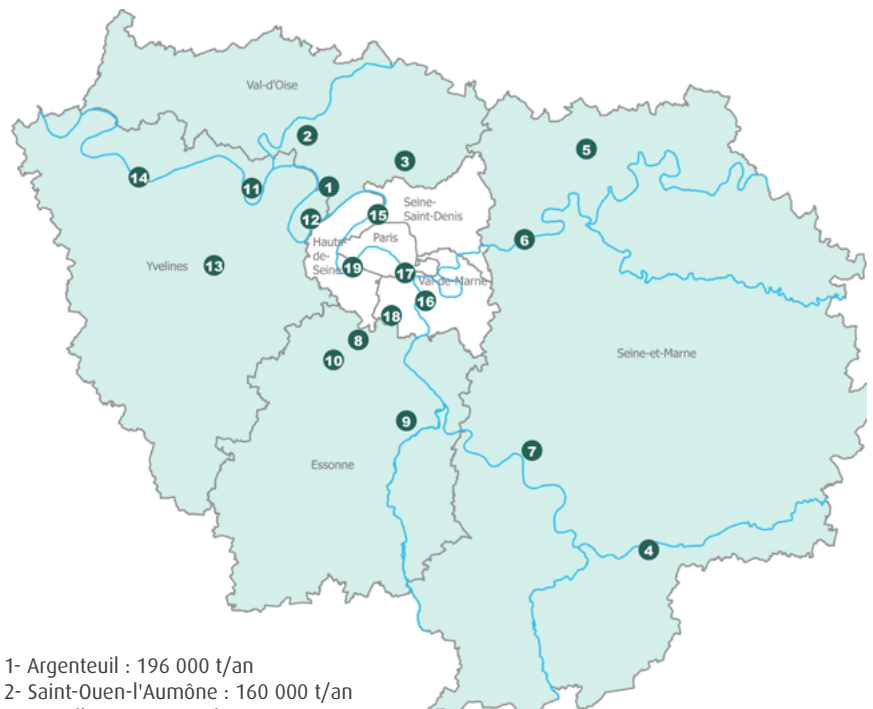 Val-d'Oise
2
5
3
14
11
1
12
15
Seine-
Saint-Denis
Hauts-
de-
Seine
Paris
6
Yvelines
13
19
17
Val-de-Marne
16
18
8
10
Seine-et-Marne
9
7
Essonne
4
1- Argenteuil : 196 000 t/an
2- Saint-Ouen-l'Aumône : 160 000 t/an